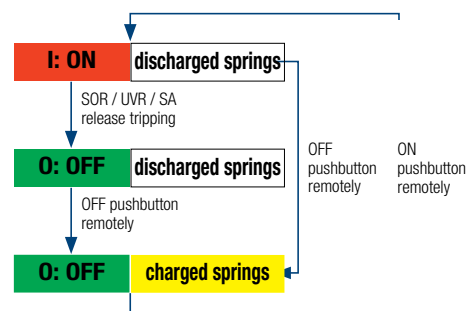 I: ON discharged springs
SOR / UVR / SA
release tripping
OFF
pushbutton
remotely
ON
pushbutton
remotely
O: OFF discharged springs
OFF pushbutton
remotely
O: OFF charged springs